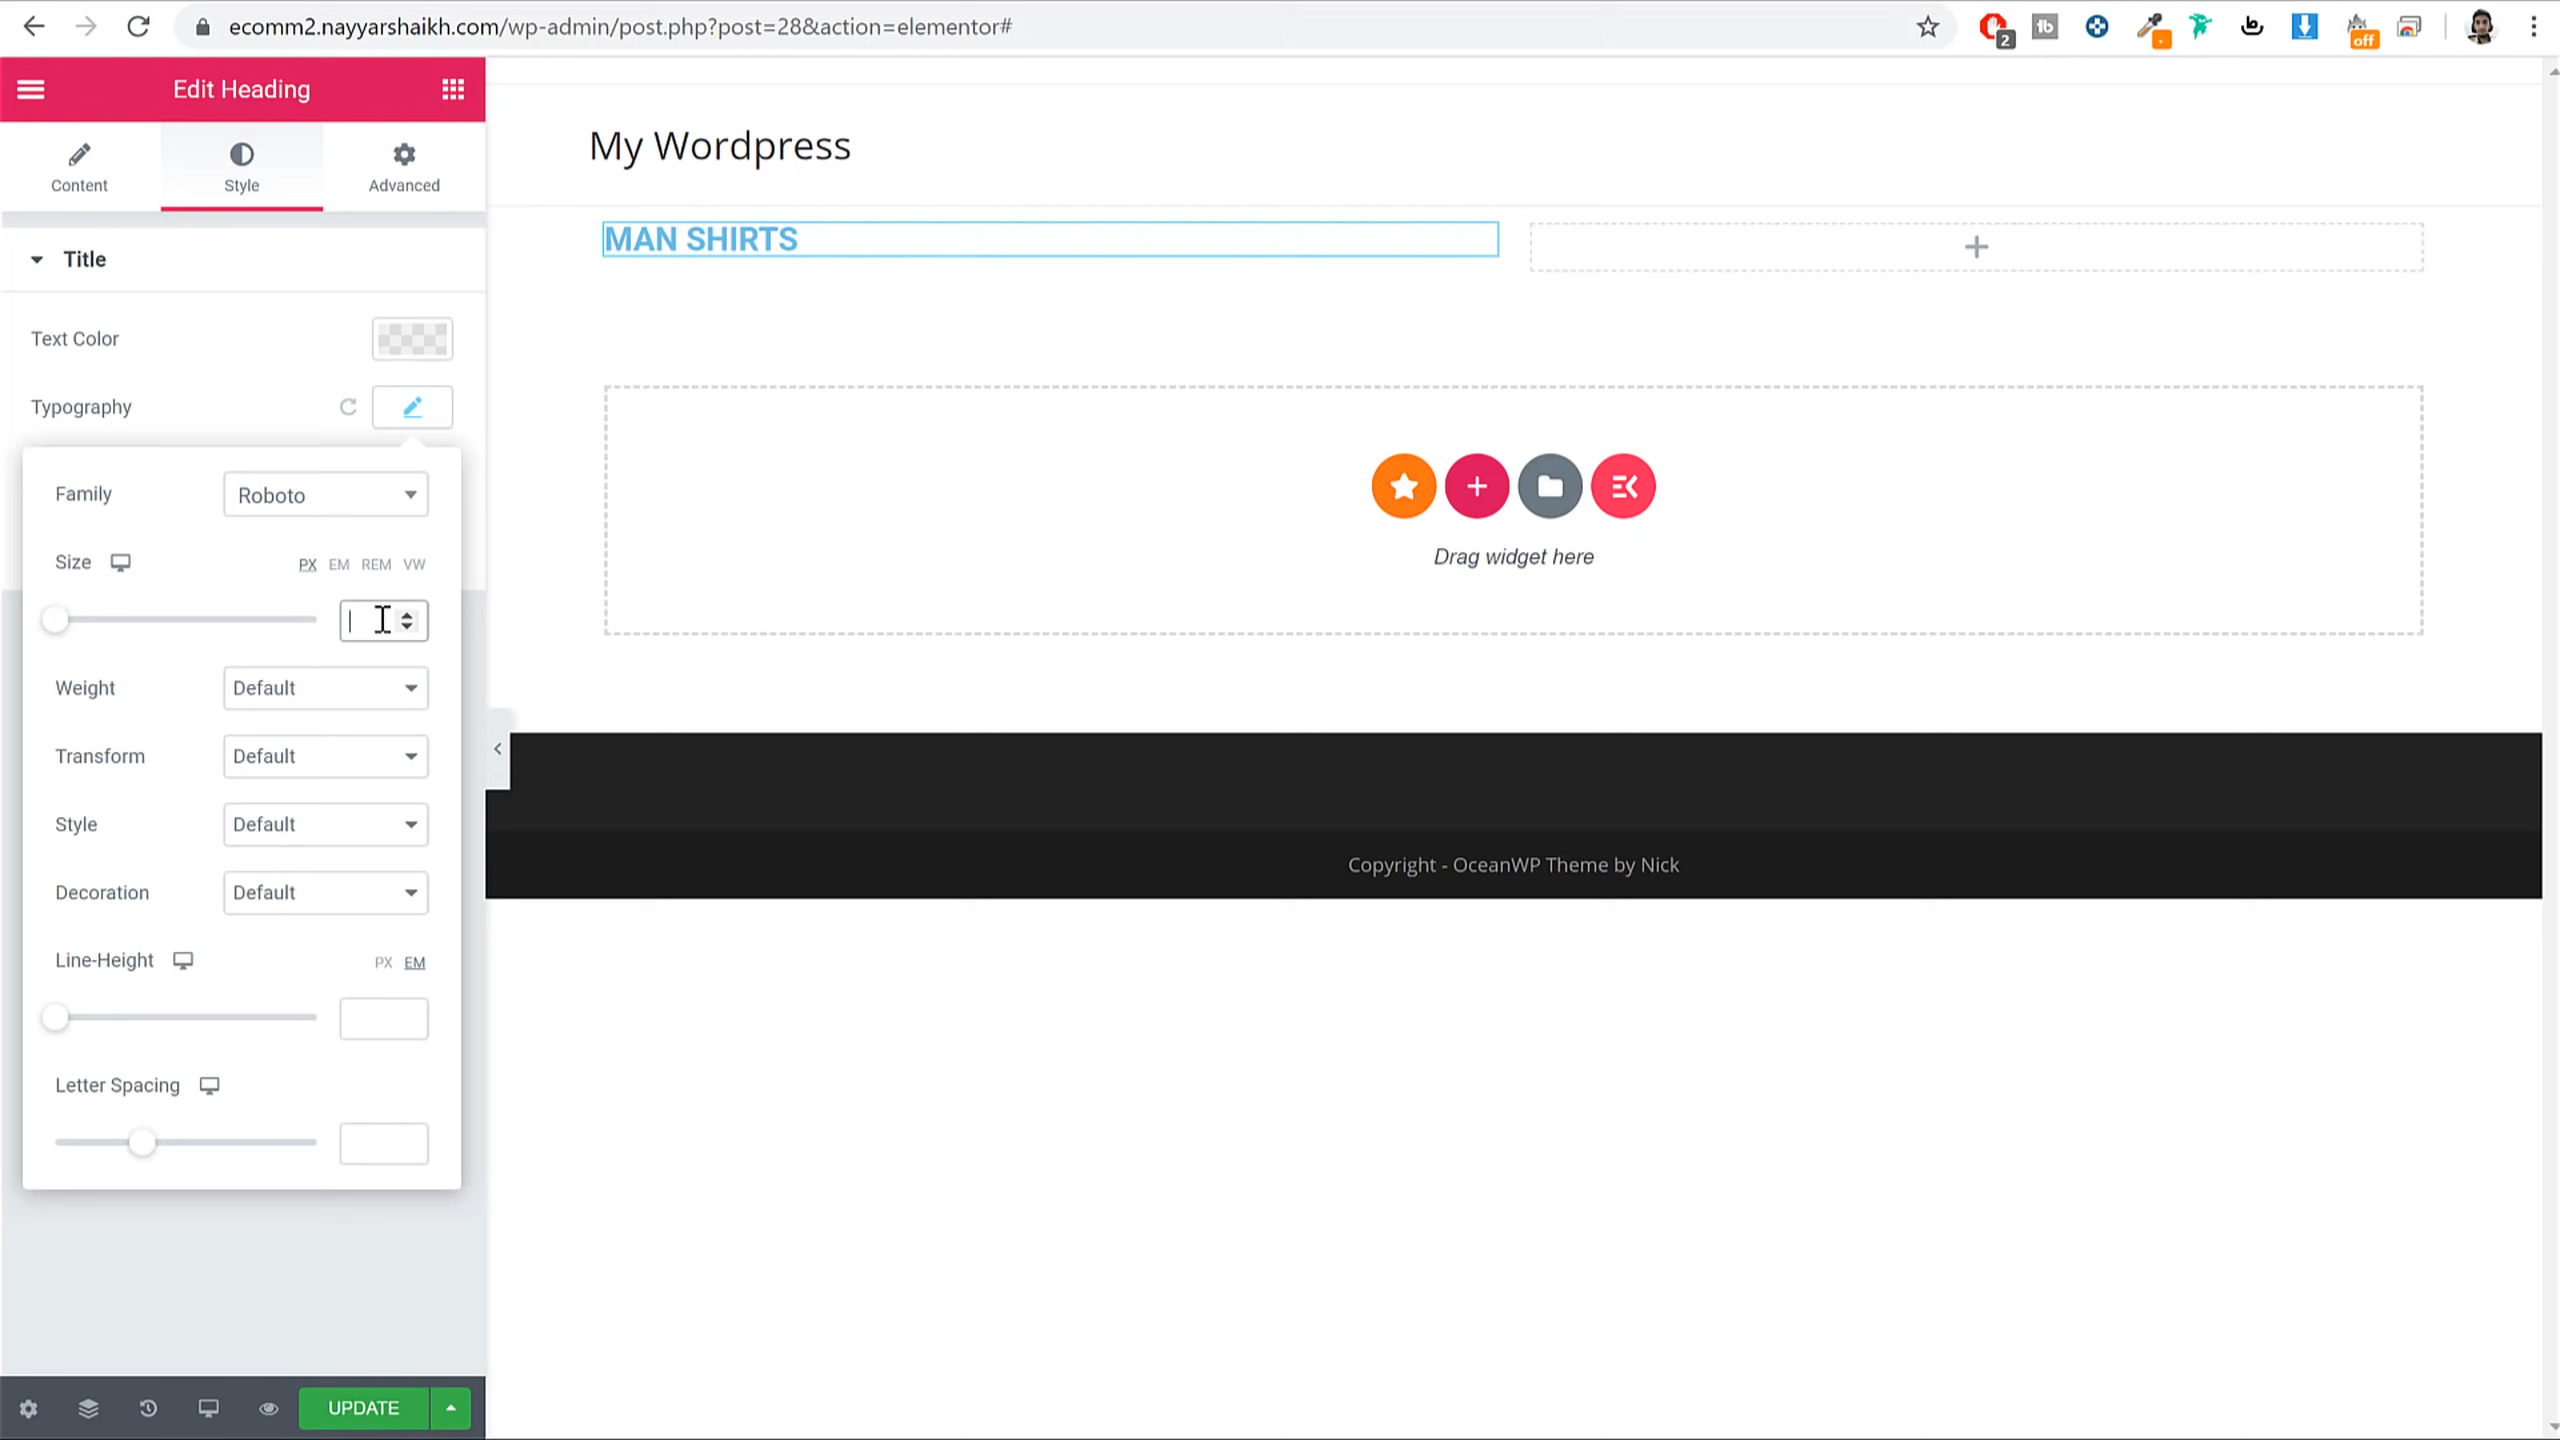 ecomm2.nayyarshaikh.com/wp-admin/post.php?post=28&action=elementor#
2
off
Edit Heading
Content
Style
Advanced
Title
Text Color
Typography
Family
Roboto
Size
PX EM REM VW
Weight
Default
Transform
Default
Style
Default
Decoration
Default
Line-Height
PX EM
Letter Spacing
UPDATE
My Wordpress
MAN SHIRTS
Drag widget here
Copyright - OceanWP Theme by Nick